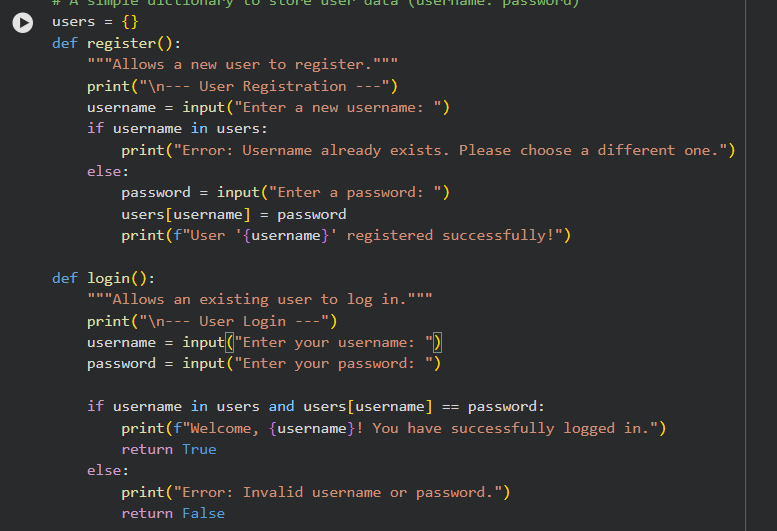 # A simple dictionary to store user data (username: password)
users = {}
def register():
    """Allows a new user to register."""
    print("\n--- User Registration ---")
    username = input("Enter a new username: ")
    if username in users:
        print("Error: Username already exists. Please choose a different one.")
    else:
        password = input("Enter a password: ")
        users[username] = password
        print(f"User '{username}' registered successfully!")

def login():
    """Allows an existing user to log in."""
    print("\n--- User Login ---")
    username = input("Enter your username: ")
    password = input("Enter your password: ")

    if username in users and users[username] == password:
        print(f"Welcome, {username}! You have successfully logged in.")
        return True
    else:
        print("Error: Invalid username or password.")
        return False